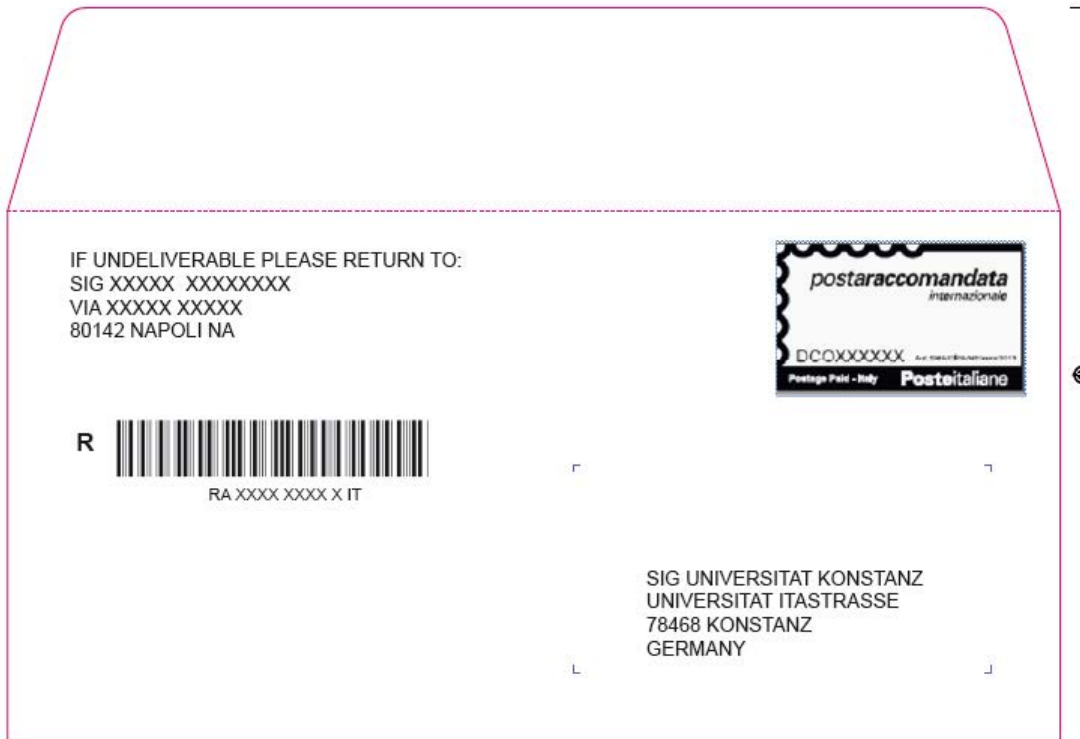 IF UNDELIVERABLE PLEASE RETURN TO:
SIG XXXXX XXXXXXXX
VIA XXXXX XXXXX
80142 NAPOLI NA
postaraccomandata
internazionale
DCOXXXXXX
Postage Paid - Italy Posteitaliane
R
RA XXXX XXXX X IT
SIG UNIVERSITAT KONSTANZ
UNIVERSITAT ITASTRASSE
78468 KONSTANZ
GERMANY